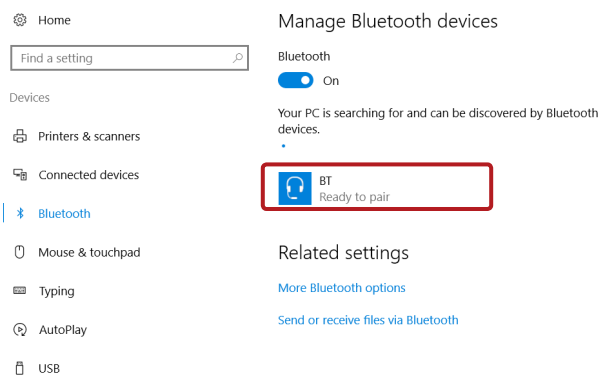 Home
Find a setting
Devices
Printers & scanners
Connected devices
Bluetooth
Mouse & touchpad
Typing
AutoPlay
USB
Manage Bluetooth devices
Bluetooth
On
Your PC is searching for and can be discovered by Bluetooth
devices.
BT
Ready to pair
Related settings
More Bluetooth options
Send or receive files via Bluetooth